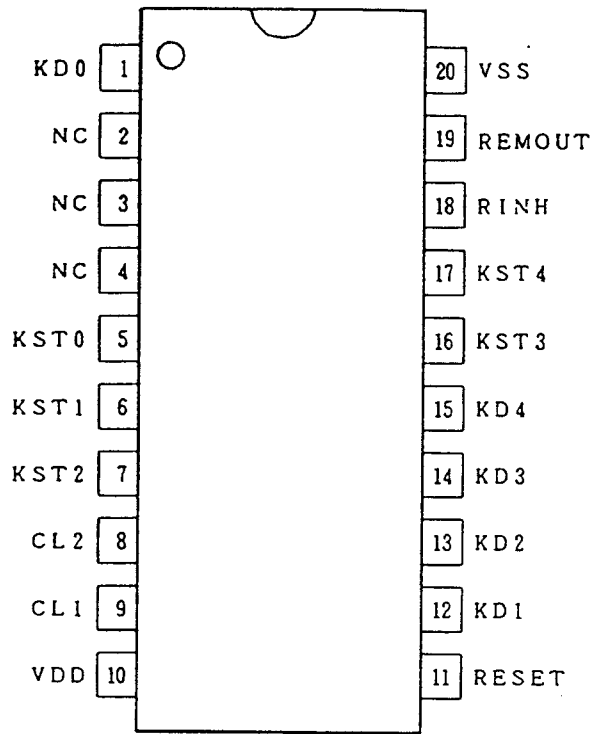 KD0 1 20 VSS
NC 2 19 REMOUT
NC 3 18 RINH
NC 4 17 KST4
KST0 5 16 KST3
KST1 6 15 KD4
KST2 7 14 KD3
CL2 8 13 KD2
CL1 9 12 KD1
VDD 10 11 RESET